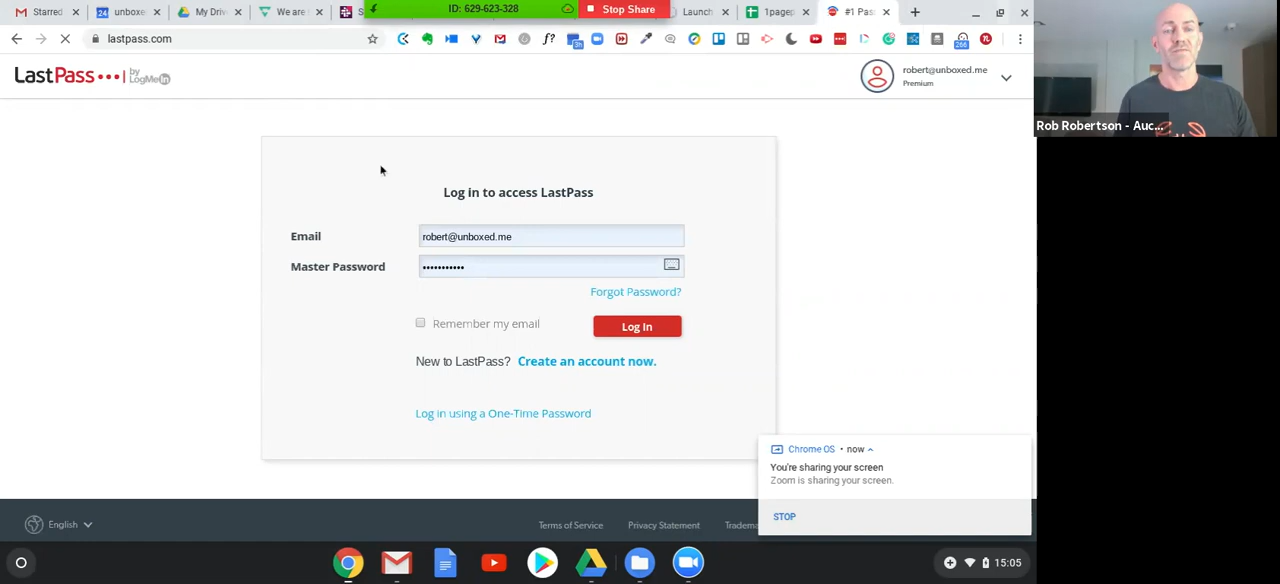 Starred
24 unboxe
My Driv
We are
ID: 629-623-328
Stop Share
Launch
1pagep
#1 Pas
lastpass.com
f?
3h
266
LastPass •••| by LogMeIn
robert@unboxed.me
Premium
Rob Robertson - Auc...
Log in to access LastPass
Email
robert@unboxed.me
Master Password
•••••••••••
Forgot Password?
Remember my email
Log In
New to LastPass? Create an account now.
Log in using a One-Time Password
Chrome OS • now
You're sharing your screen
Zoom is sharing your screen.
STOP
English
Terms of Service
Privacy Statement
Tradema
15:05